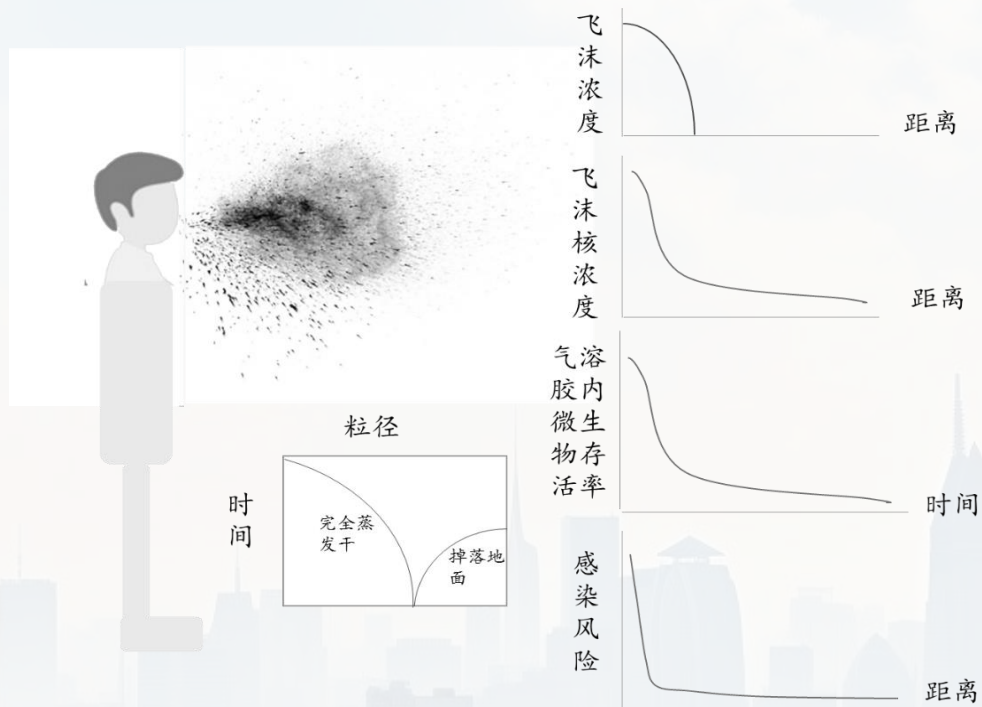 飞沫浓度
距离
飞沫核浓度
距离
气溶胶内微生物存活率
时间
感染风险
距离
粒径
时间
完全蒸
发干
掉落地
面